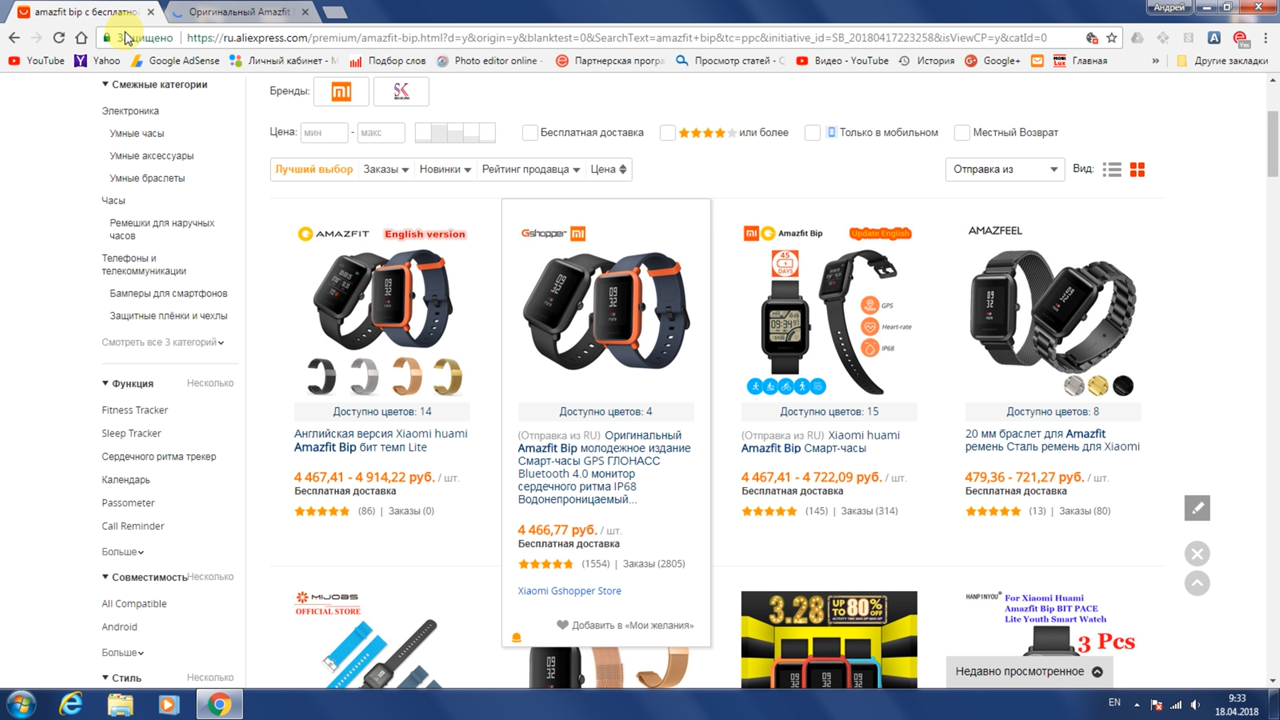 amazfit bip с бесплатно
Оригинальный Amazfit
Андрей
Защищено
https://ru.aliexpress.com/premium/amazfit-bip.html?d=y&origin=y&blanktest=0&SearchText=amazfit+bip&tc=ppc&initiative_id=SB_20180417223258&isViewCP=y&catId=0
YouTube
Yahoo
Google AdSense
Личный кабинет - М
Подбор слов
Photo editor online -
Партнерская прогр
Просмотр статей - С
Видео - YouTube
История
Google+
Главная
»
Другие закладки
Смежные категории
Электроника
Умные часы
Умные аксессуары
Умные браслеты
Часы
Ремешки для наручных
часов
Телефоны и
телекоммуникации
Бамперы для смартфонов
Защитные плёнки и чехлы
Смотреть все 3 категорий
Функция
Несколько
Fitness Tracker
Sleep Tracker
Сердечного ритма трекер
Календарь
Passometer
Call Reminder
Больше
Совместимость
Несколько
All Compatible
Android
Больше
Стиль
Несколько
Бренды:
mi
SK
Цена:
мин
-
макс
Бесплатная доставка
или более
Только в мобильном
Местный Возврат
Лучший выбор
Заказы
Новинки
Рейтинг продавца
Цена
Отправка из
Вид:
AMAZFIT
English version
Доступно цветов: 14
Английская версия Xiaomi huami
Amazfit Bip бит темп Lite
4 467,41 - 4 914,22 руб. / шт.
Бесплатная доставка
(86) | Заказы (0)
Gshopper mi
Доступно цветов: 4
(Отправка из RU) Оригинальный
Amazfit Bip молодежное издание
Смарт-часы GPS ГЛОНАСС
Bluetooth 4.0 монитор
сердечного ритма IP68
Водонепроницаемый...
4 466,77 руб. / шт.
Бесплатная доставка
(1554) | Заказы (2805)
Xiaomi Gshopper Store
Добавить в «Мои желания»
mi Amazfit Bip
Update English
45
DAYS
GPS
Heart-rate
IP68
Доступно цветов: 15
(Отправка из RU) Xiaomi huami
Amazfit Bip Смарт-часы
4 467,41 - 4 722,09 руб. / шт.
Бесплатная доставка
(145) | Заказы (314)
AMAZFEEL
Доступно цветов: 8
20 мм браслет для Amazfit
ремень Сталь ремень для Xiaomi
479,36 - 721,27 руб. / шт.
Бесплатная доставка
(13) | Заказы (80)
MIJOBS
OFFICIAL STORE
3.28
UP TO
80%
HANPINYOU
For Xiaomi Huami
Amazfit Bip BIT PACE
Lite Youth Smart Watch
3 Pcs
Недавно просмотренное
EN
9:33
18.04.2018